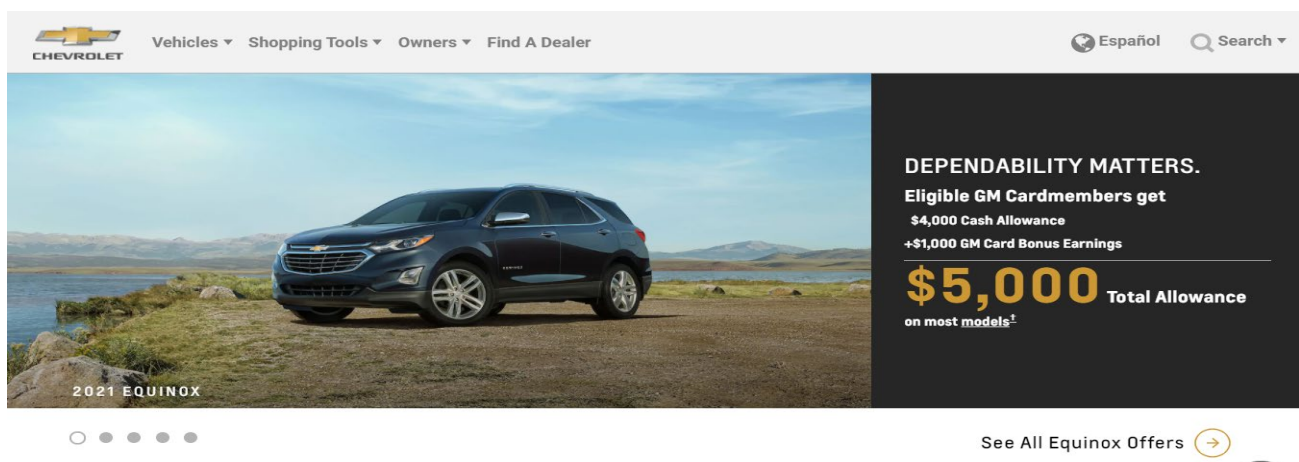 CHEVROLET
Vehicles Shopping Tools Owners Find A Dealer
Español Search
DEPENDABILITY MATTERS.
Eligible GM Cardmembers get
$4,000 Cash Allowance
+$1,000 GM Card Bonus Earnings
$5,000 Total Allowance
on most models†
2021 EQUINOX
See All Equinox Offers